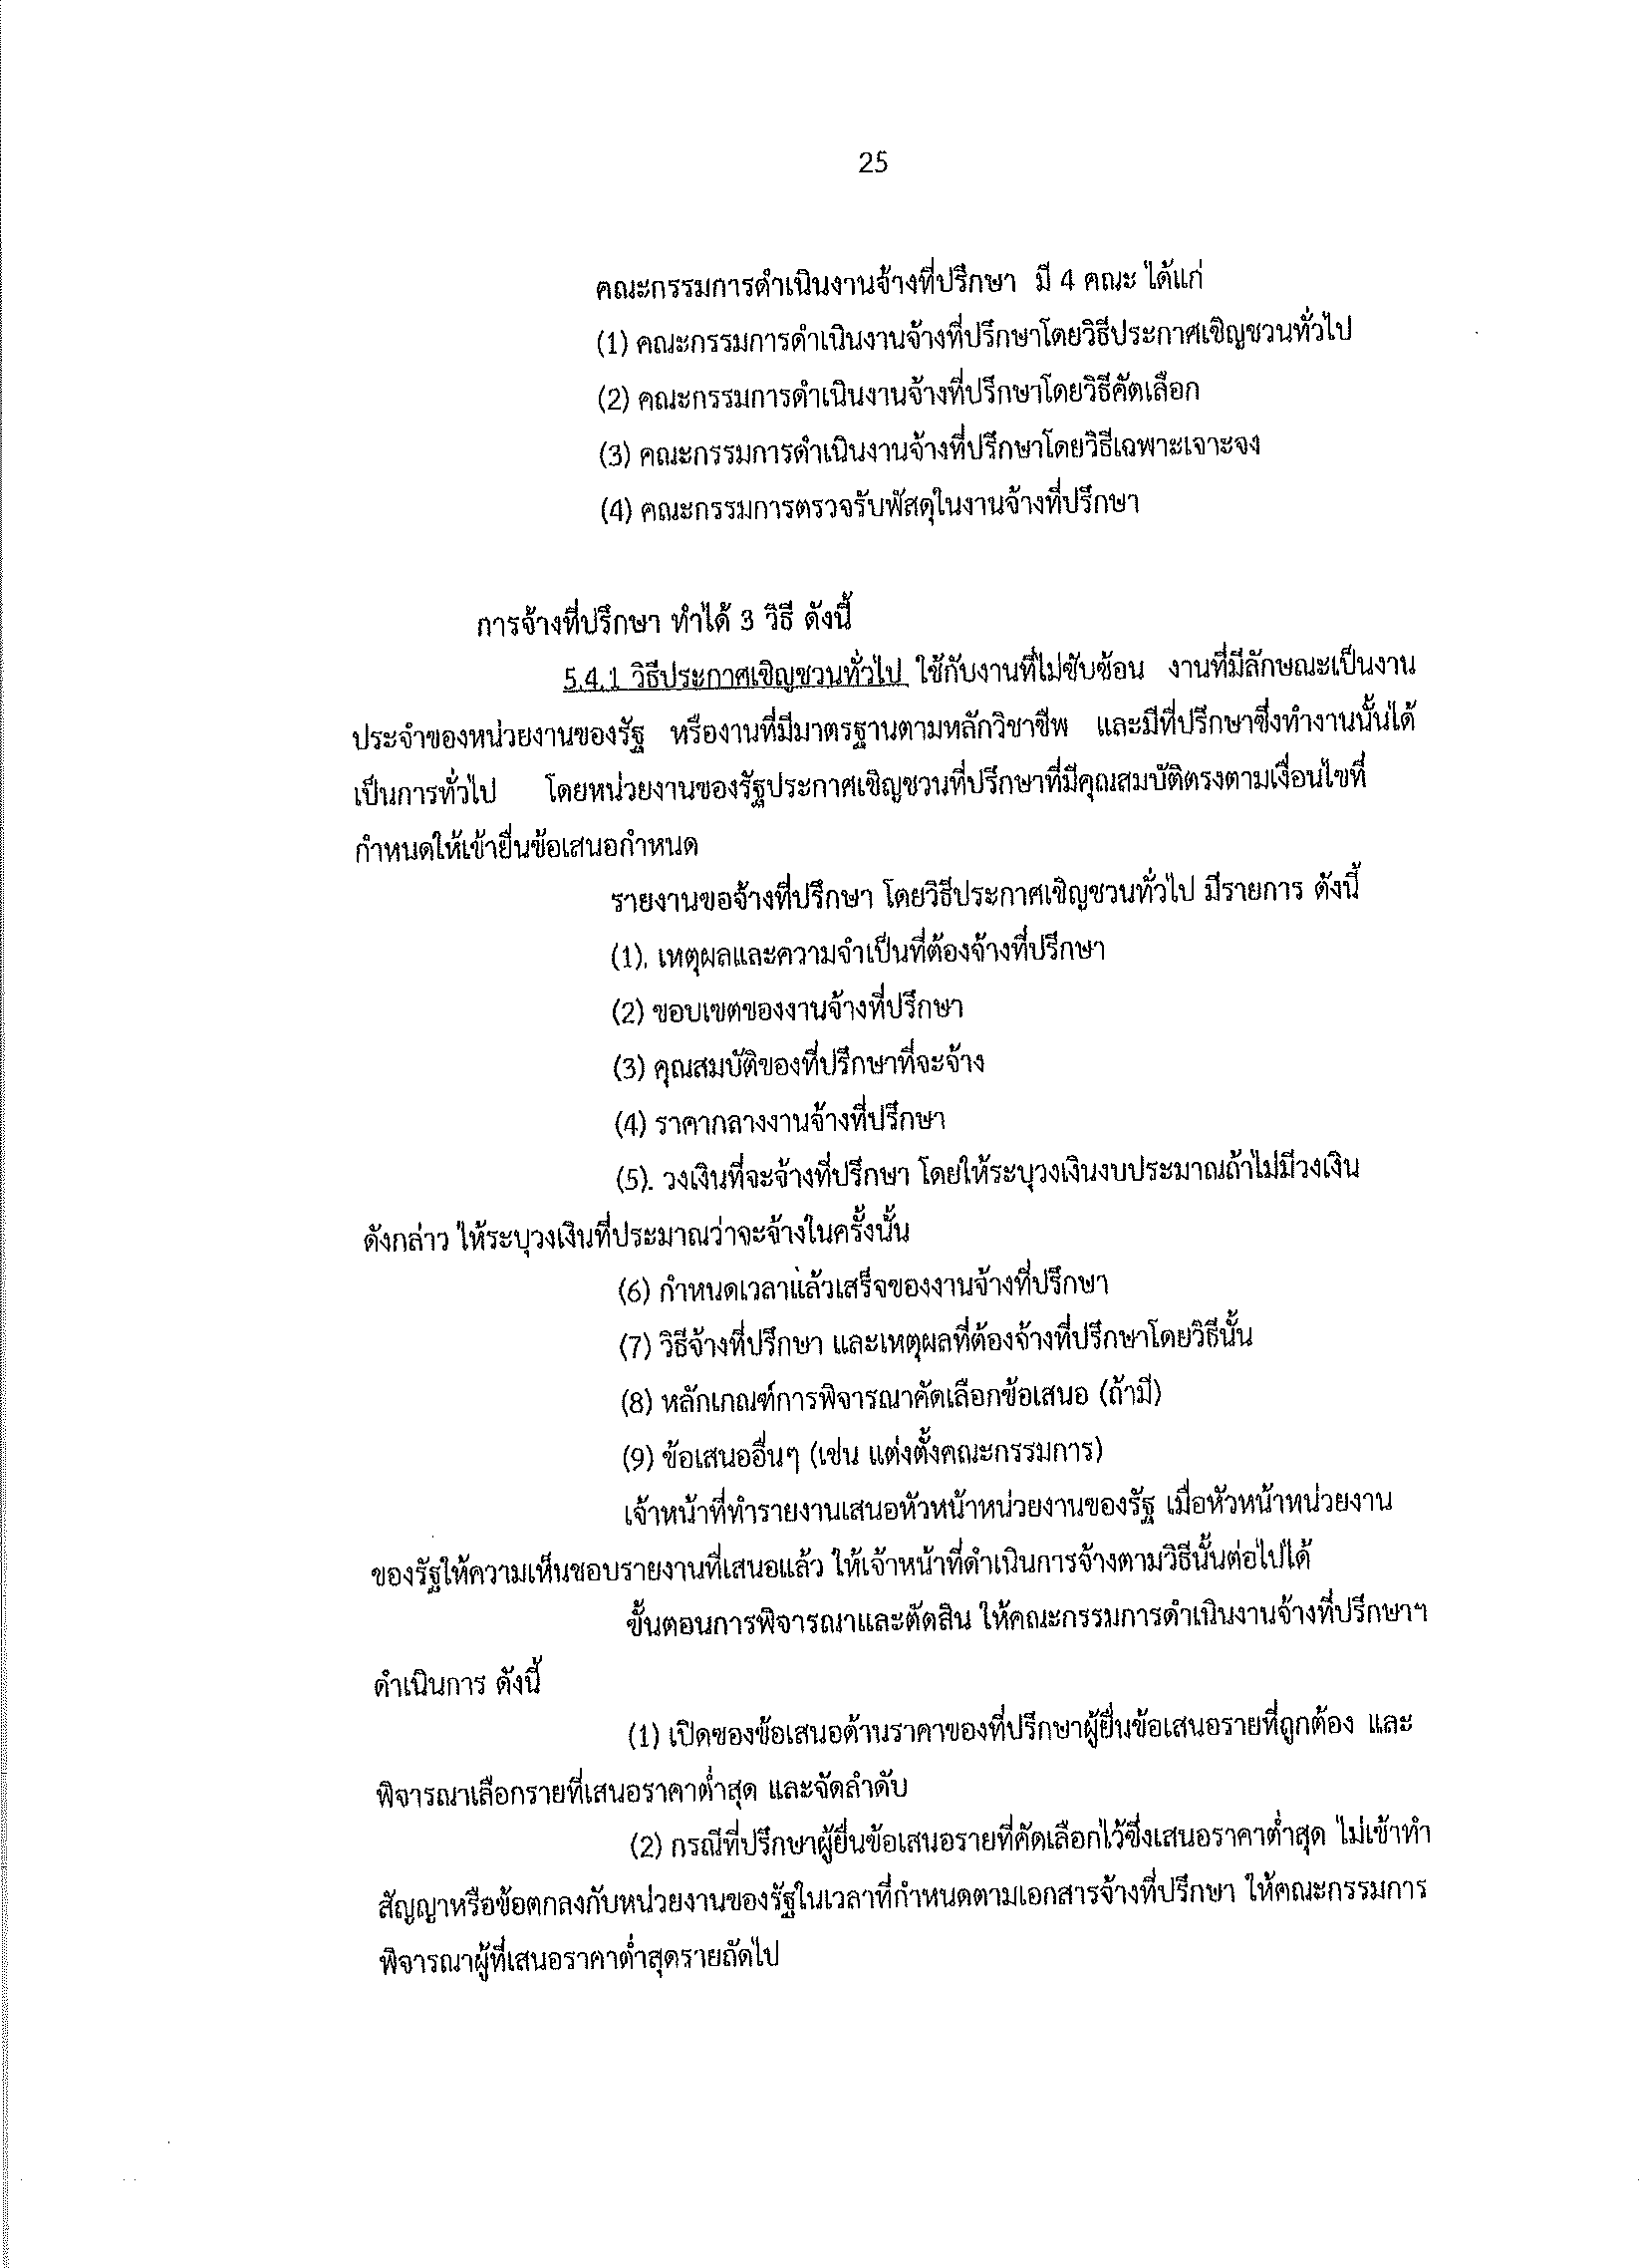 25
คณะกรรมการดำเนินงานจ้างที่ปรึกษา มี 4 คณะ ได้แก่
(1) คณะกรรมการดำเนินงานจ้างที่ปรึกษาโดยวิธีประกาศเชิญชวนทั่วไป
(2) คณะกรรมการดำเนินงานจ้างที่ปรึกษาโดยวิธีคัดเลือก
(3) คณะกรรมการดำเนินงานจ้างที่ปรึกษาโดยวิธีเฉพาะเจาะจง
(4) คณะกรรมการตรวจรับพัสดุในงานจ้างที่ปรึกษา
การจ้างที่ปรึกษา ทำได้ 3 วิธี ดังนี้
5.4.1 วิธีประกาศเชิญชวนทั่วไป ใช้กับงานที่ไม่ซับซ้อน งานที่มีลักษณะเป็นงาน
ประจำของหน่วยงานของรัฐ หรืองานที่มีมาตรฐานตามหลักวิชาชีพ และมีที่ปรึกษาซึ่งทำงานนั้นได้
เป็นการทั่วไป โดยหน่วยงานของรัฐประกาศเชิญชวนที่ปรึกษาที่มีคุณสมบัติตรงตามเงื่อนไขที่
กำหนดให้เข้ายื่นข้อเสนอกำหนด
รายงานขอจ้างที่ปรึกษา โดยวิธีประกาศเชิญชวนทั่วไป มีรายการ ดังนี้
(1). เหตุผลและความจำเป็นที่ต้องจ้างที่ปรึกษา
(2) ขอบเขตของงานจ้างที่ปรึกษา
(3) คุณสมบัติของที่ปรึกษาที่จะจ้าง
(4) ราคากลางงานจ้างที่ปรึกษา
(5). วงเงินที่จะจ้างที่ปรึกษา โดยให้ระบุวงเงินงบประมาณถ้าไม่มีวงเงิน
ดังกล่าว ให้ระบุวงเงินที่ประมาณว่าจะจ้างในครั้งนั้น
(6) กำหนดเวลาแล้วเสร็จของงานจ้างที่ปรึกษา
(7) วิธีจ้างที่ปรึกษา และเหตุผลที่ต้องจ้างที่ปรึกษาโดยวิธีนั้น
(8) หลักเกณฑ์การพิจารณาคัดเลือกข้อเสนอ (ถ้ามี)
(9) ข้อเสนออื่นๆ (เช่น แต่งตั้งคณะกรรมการ)
เจ้าหน้าที่ทำรายงานเสนอหัวหน้าหน่วยงานของรัฐ เมื่อหัวหน้าหน่วยงาน
ของรัฐให้ความเห็นชอบรายงานที่เสนอแล้ว ให้เจ้าหน้าที่ดำเนินการจ้างตามวิธีนั้นต่อไปได้
ขั้นตอนการพิจารณาและตัดสิน ให้คณะกรรมการดำเนินงานจ้างที่ปรึกษาฯ
ดำเนินการ ดังนี้
(1) เปิดซองข้อเสนอด้านราคาของที่ปรึกษาผู้ยื่นข้อเสนอรายที่ถูกต้อง และ
พิจารณาเลือกรายที่เสนอราคาต่ำสุด และจัดลำดับ
(2) กรณีที่ปรึกษาผู้ยื่นข้อเสนอรายที่คัดเลือกไว้ซึ่งเสนอราคาต่ำสุด ไม่เข้าทำ
สัญญาหรือข้อตกลงกับหน่วยงานของรัฐในเวลาที่กำหนดตามเอกสารจ้างที่ปรึกษา ให้คณะกรรมการ
พิจารณาผู้ที่เสนอราคาต่ำสุดรายถัดไป